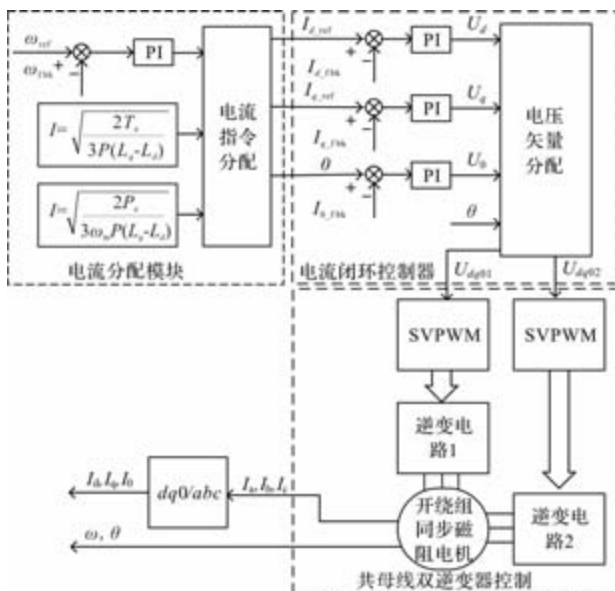 ω_ref
ω_fbk
+
−
PI
I=√(2T_e/3P(L_q-L_d))
I=√(2P_e/3ω_m P(L_q-L_d))
电流
指令
分配
电流分配模块
I_d_ref
+
−
I_d_fbk
PI
U_d
I_q_ref
+
−
I_q_fbk
PI
U_q
0
+
−
I_0_fbk
PI
U_0
θ
电压
矢量
分配
电流闭环控制器
U_dq01
U_dq02
SVPWM
SVPWM
逆变电
路1
I_d, I_q, I_0
dq0/abc
I_a, I_b, I_c
ω, θ
开绕组
同步磁
阻电机
逆变电
路2
共母线双逆变器控制